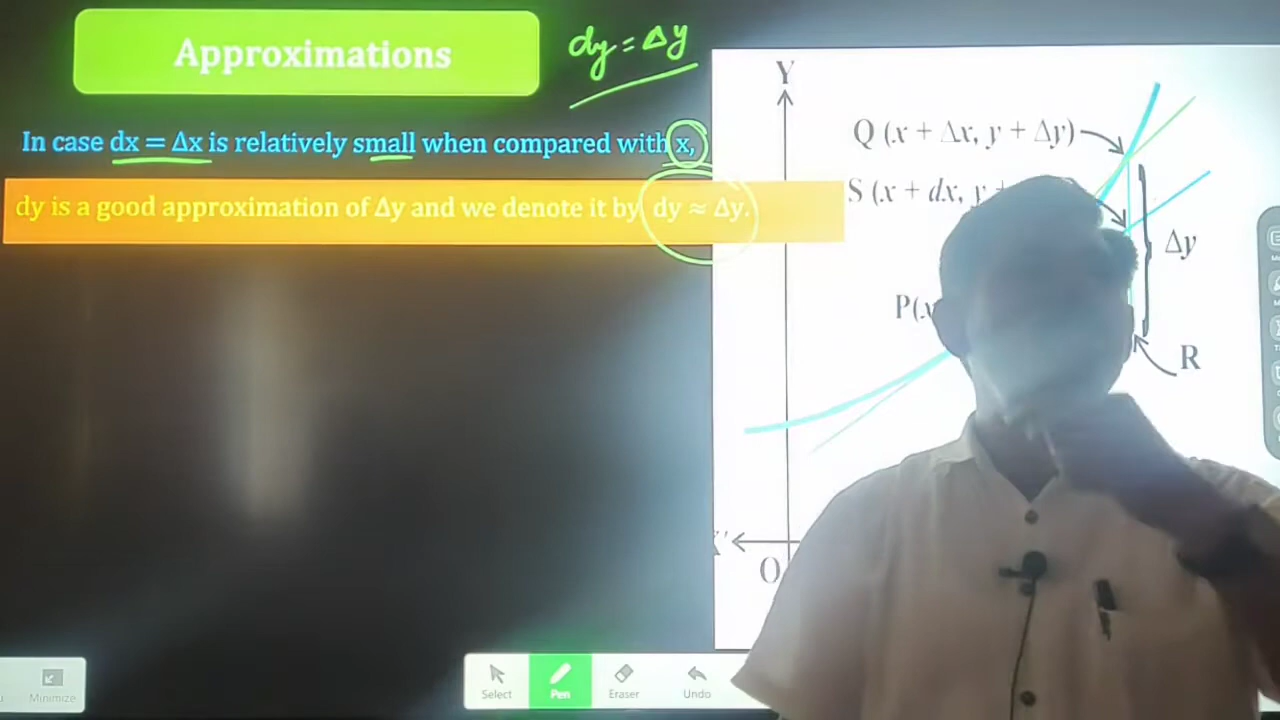 Approximations
dy = Δy
In case dx = Δx is relatively small when compared with x,
dy is a good approximation of Δy and we denote it by dy ≈ Δy.
Y
Q (x + Δx, y + Δy)
S (x + dx, y +
Δy
P(x
R
X′
O
Minimize
Select
Pen
Eraser
Undo